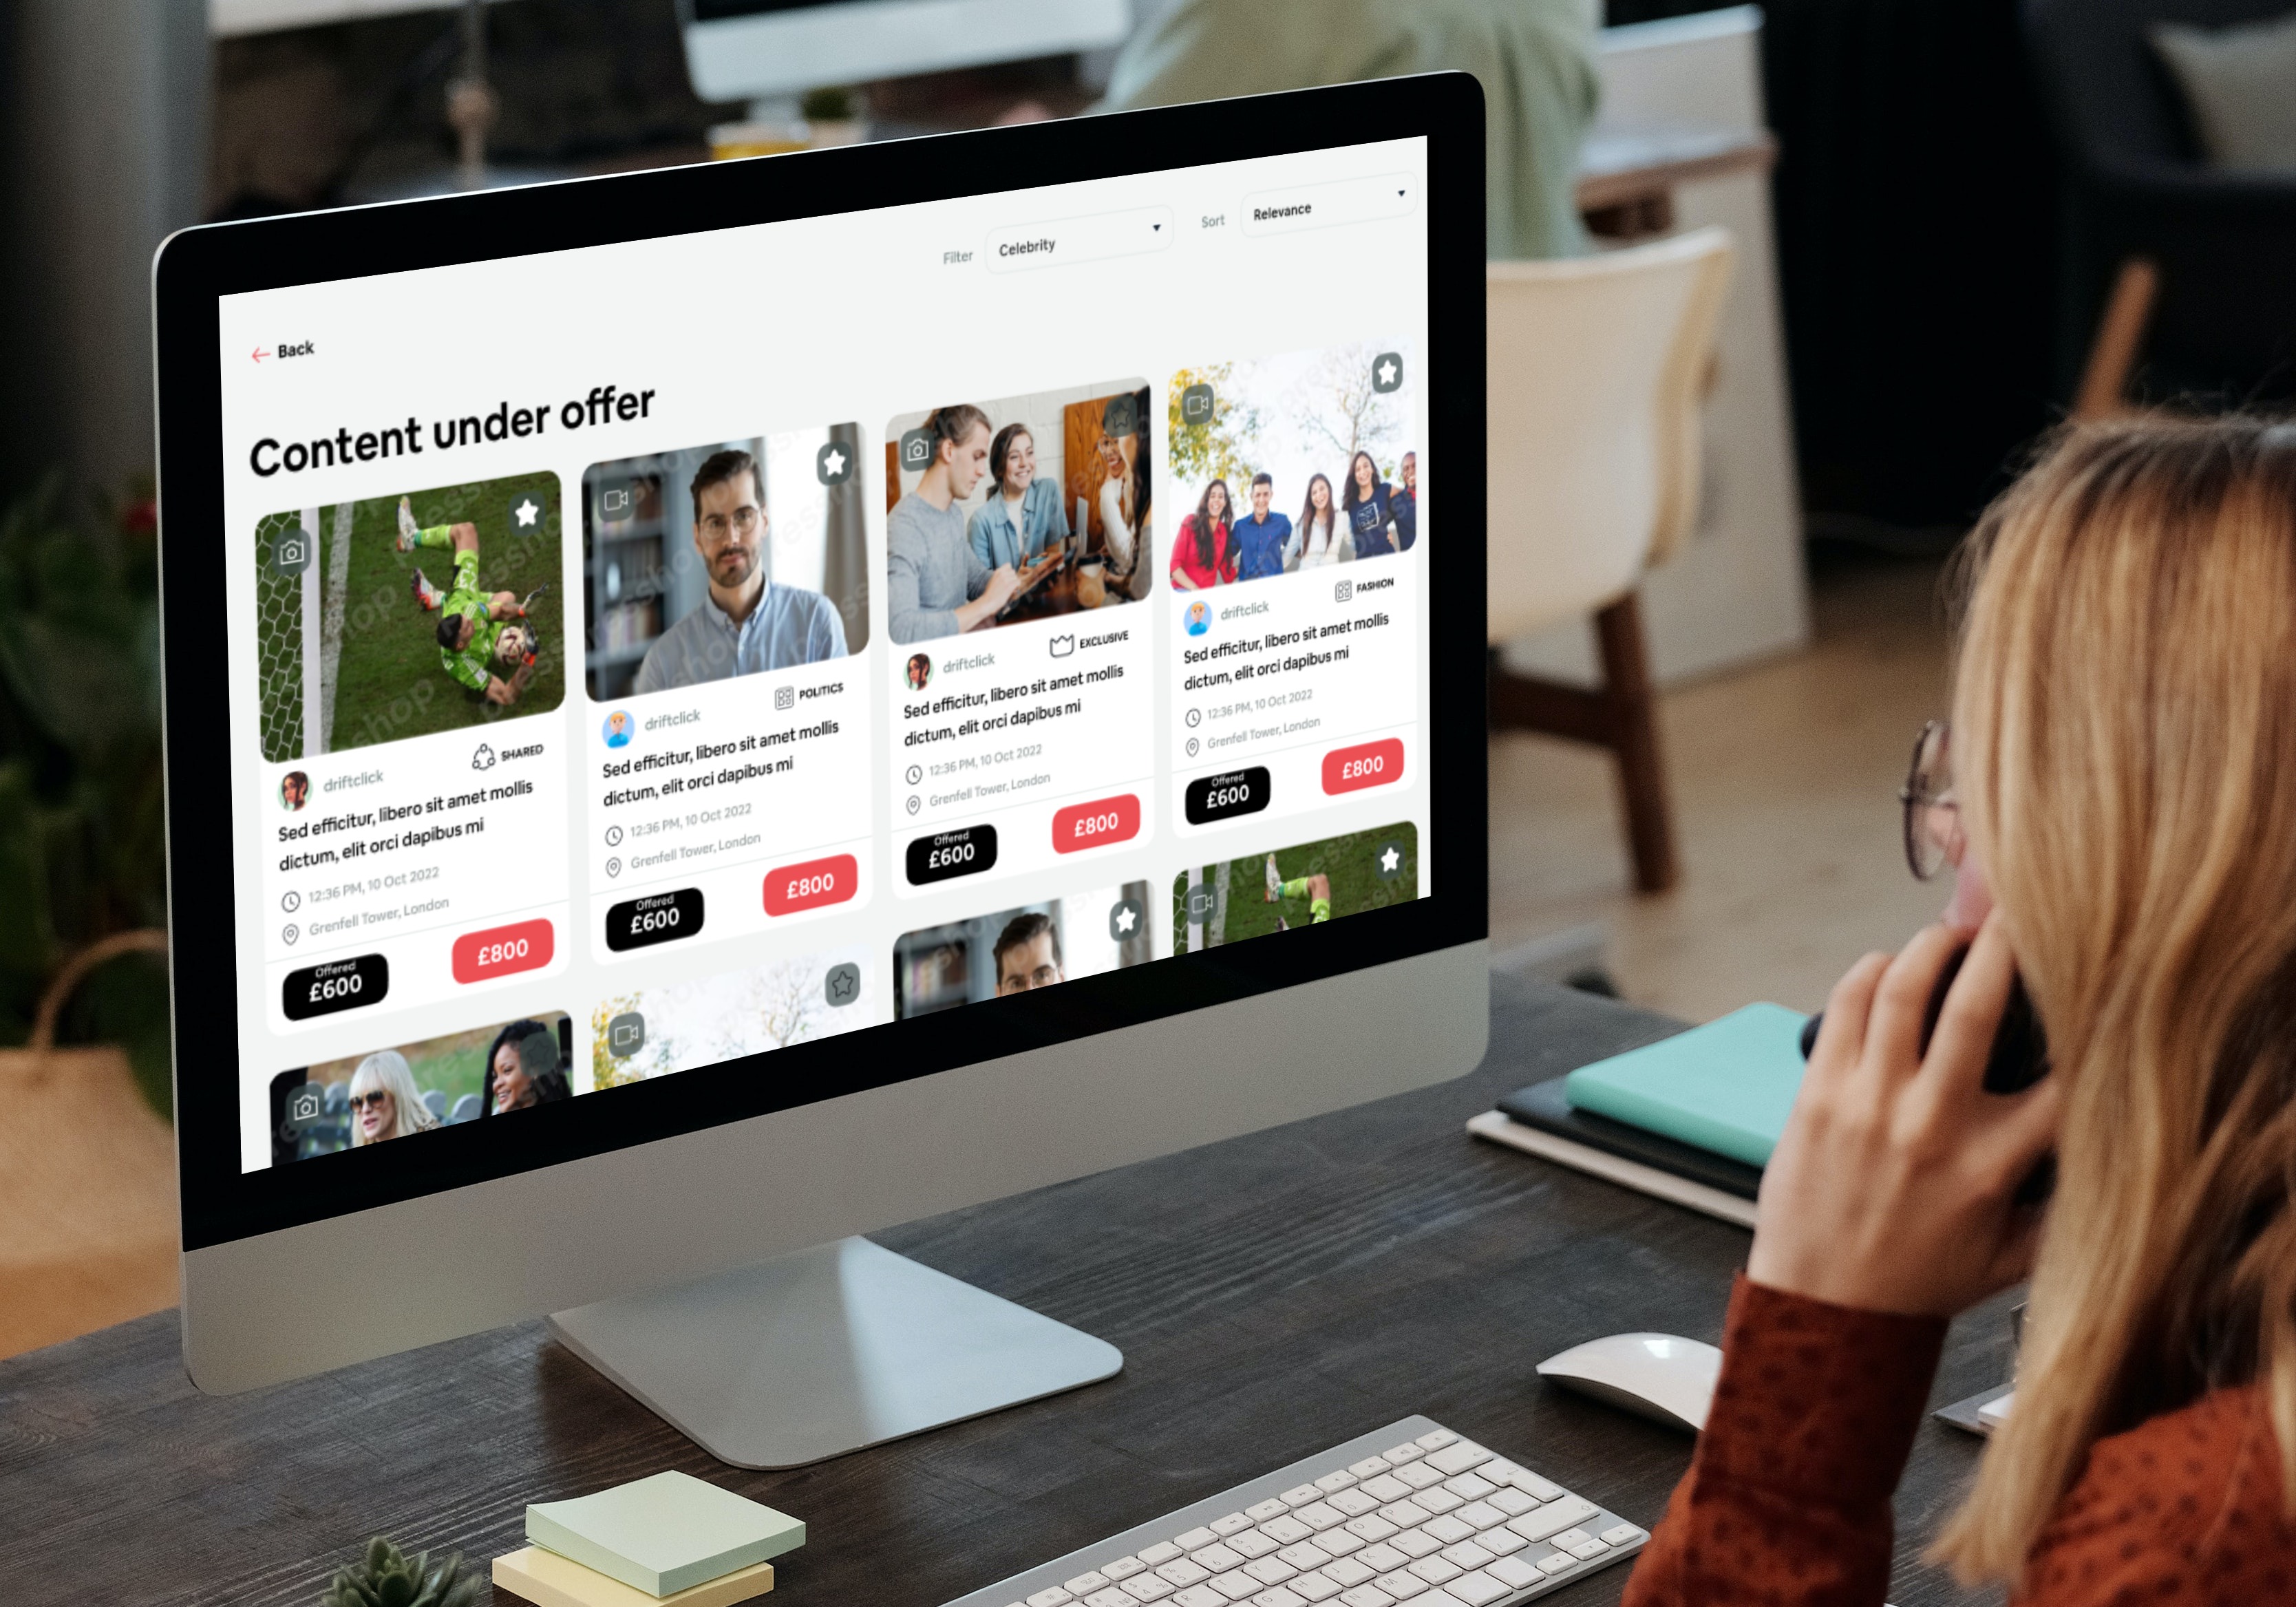 Filter
Celebrity
Sort
Relevance
Back
Content under offer
driftclick
SHARED
Sed efficitur, libero sit amet mollis
dictum, elit orci dapibus mi
12:36 PM, 10 Oct 2022
Grenfell Tower, London
Offered
£600
£800
driftclick
POLITICS
Sed efficitur, libero sit amet mollis
dictum, elit orci dapibus mi
12:36 PM, 10 Oct 2022
Grenfell Tower, London
Offered
£600
£800
driftclick
EXCLUSIVE
Sed efficitur, libero sit amet mollis
dictum, elit orci dapibus mi
12:36 PM, 10 Oct 2022
Grenfell Tower, London
Offered
£600
£800
driftclick
FASHION
Sed efficitur, libero sit amet mollis
dictum, elit orci dapibus mi
12:36 PM, 10 Oct 2022
Grenfell Tower, London
Offered
£600
£800